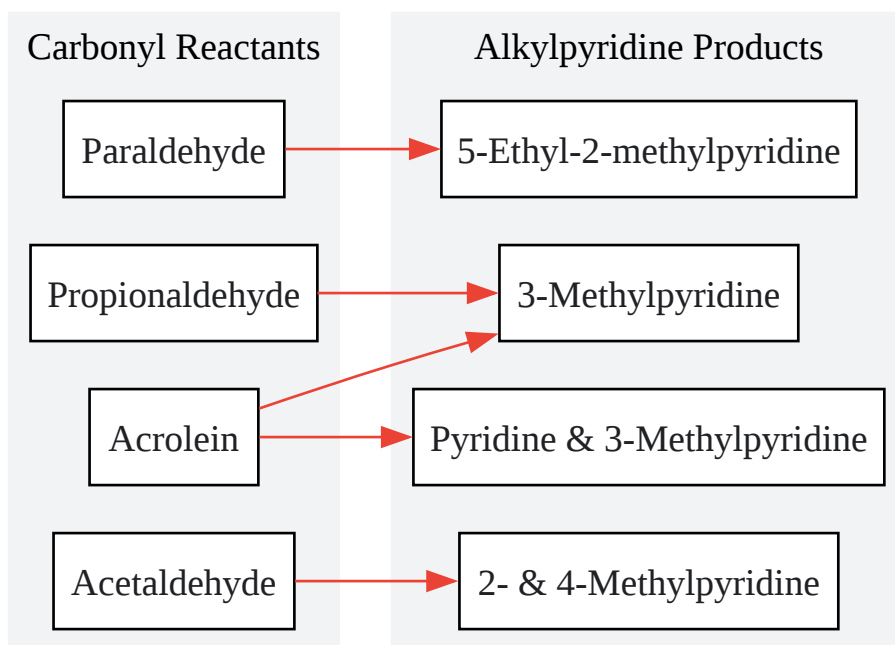 Carbonyl Reactants
Alkylpyridine Products
Paraldehyde
5-Ethyl-2-methylpyridine
Propionaldehyde
3-Methylpyridine
Acrolein
Pyridine & 3-Methylpyridine
Acetaldehyde
2- & 4-Methylpyridine